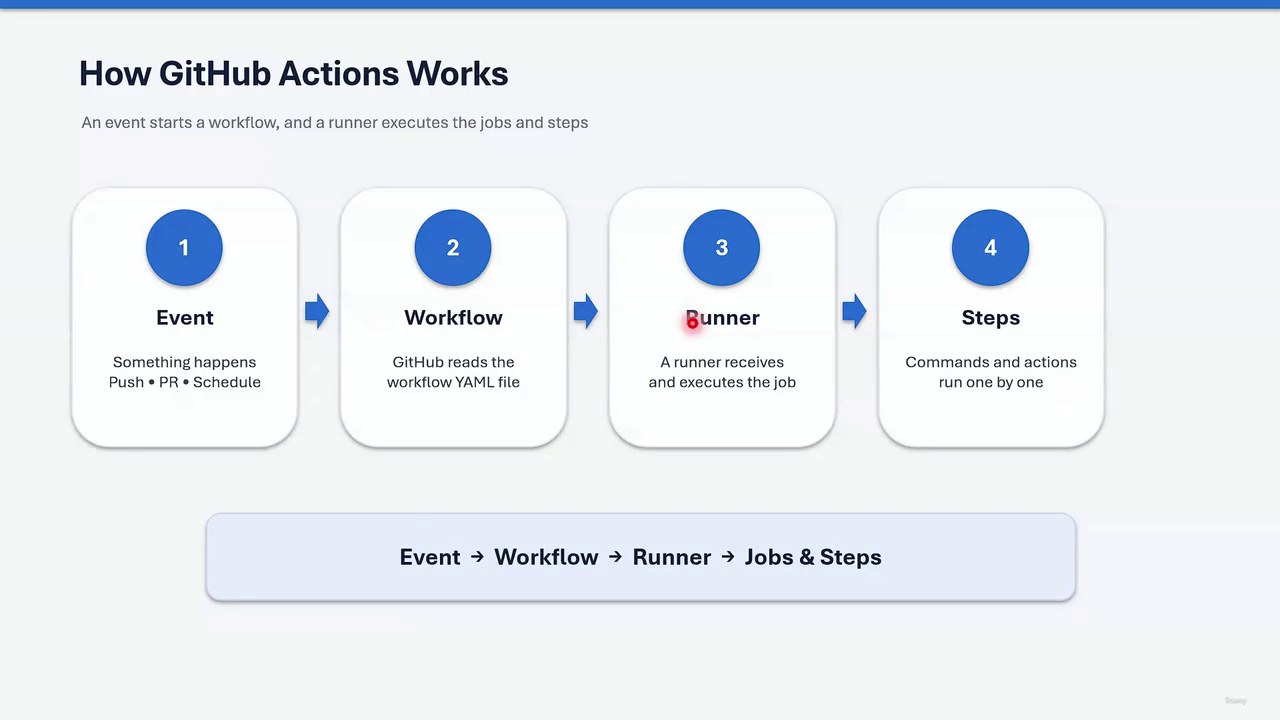 How GitHub Actions Works
An event starts a workflow, and a runner executes the jobs and steps
1
Event
Something happens
Push • PR • Schedule
2
Workflow
GitHub reads the
workflow YAML file
3
Runner
A runner receives
and executes the job
4
Steps
Commands and actions
run one by one
Event → Workflow → Runner → Jobs & Steps